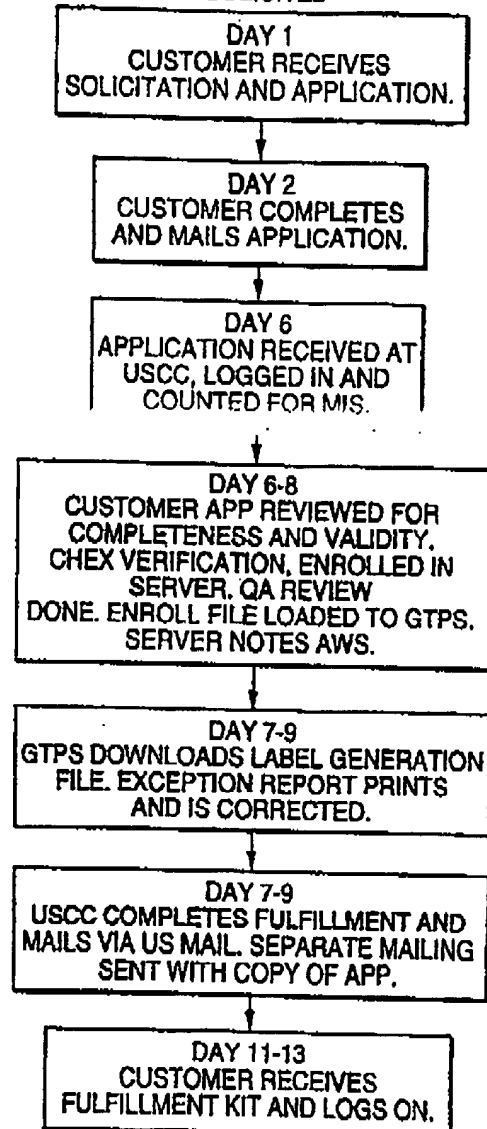 DAY 1
CUSTOMER RECEIVES
SOLICITATION AND APPLICATION.
DAY 2
CUSTOMER COMPLETES
AND MAILS APPLICATION.
DAY 6
APPLICATION RECEIVED AT
USCC, LOGGED IN AND
COUNTED FOR MIS.
DAY 6-8
CUSTOMER APP REVIEWED FOR
COMPLETENESS AND VALIDITY.
CHEX VERIFICATION, ENROLLED IN
SERVER. QA REVIEW
DONE. ENROLL FILE LOADED TO GTPS.
SERVER NOTES AWS.
DAY 7-9
GTPS DOWNLOADS LABEL GENERATION
FILE. EXCEPTION REPORT PRINTS
AND IS CORRECTED.
DAY 7-9
USCC COMPLETES FULFILLMENT AND
MAILS VIA US MAIL. SEPARATE MAILING
SENT WITH COPY OF APP.
DAY 11-13
CUSTOMER RECEIVES
FULFILLMENT KIT AND LOGS ON.